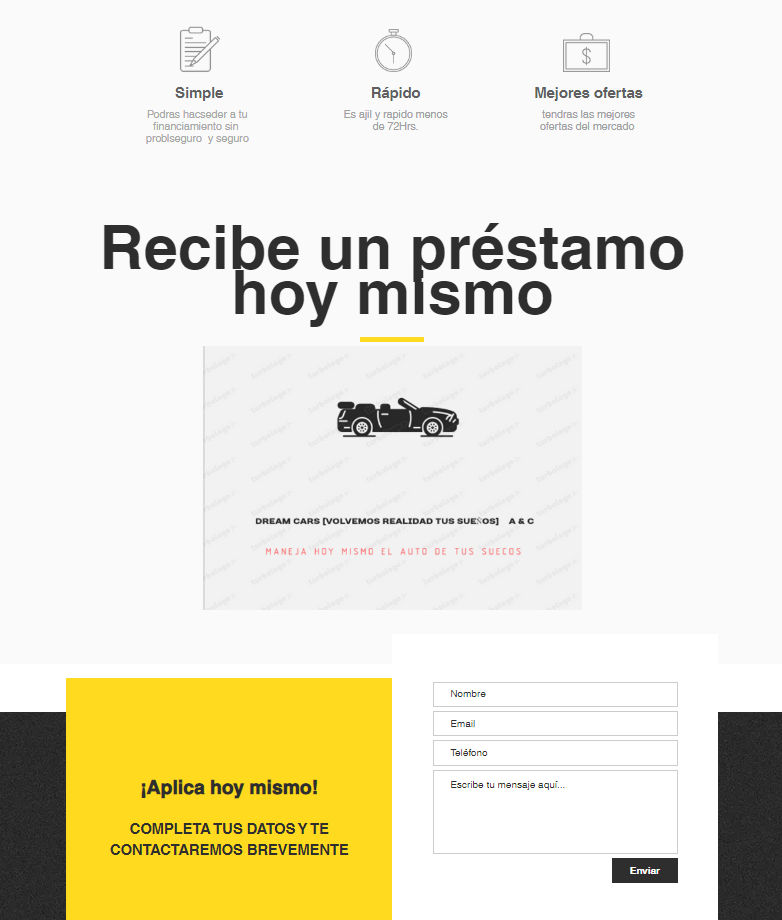 Simple
Podras hacseder a tu
financiamiento sin
problseguro y seguro
Rápido
Es ajil y rapido menos
de 72Hrs.
Mejores ofertas
tendras las mejores
ofertas del mercado
Recibe un préstamo
hoy mismo
DREAM CARS [VOLVEMOS REALIDAD TUS SUEÑOS] A & C
MANEJA HOY MISMO EL AUTO DE TUS SUECOS
¡Aplica hoy mismo!
COMPLETA TUS DATOS Y TE
CONTACTAREMOS BREVEMENTE
Nombre
Email
Teléfono
Escribe tu mensaje aquí...
Enviar